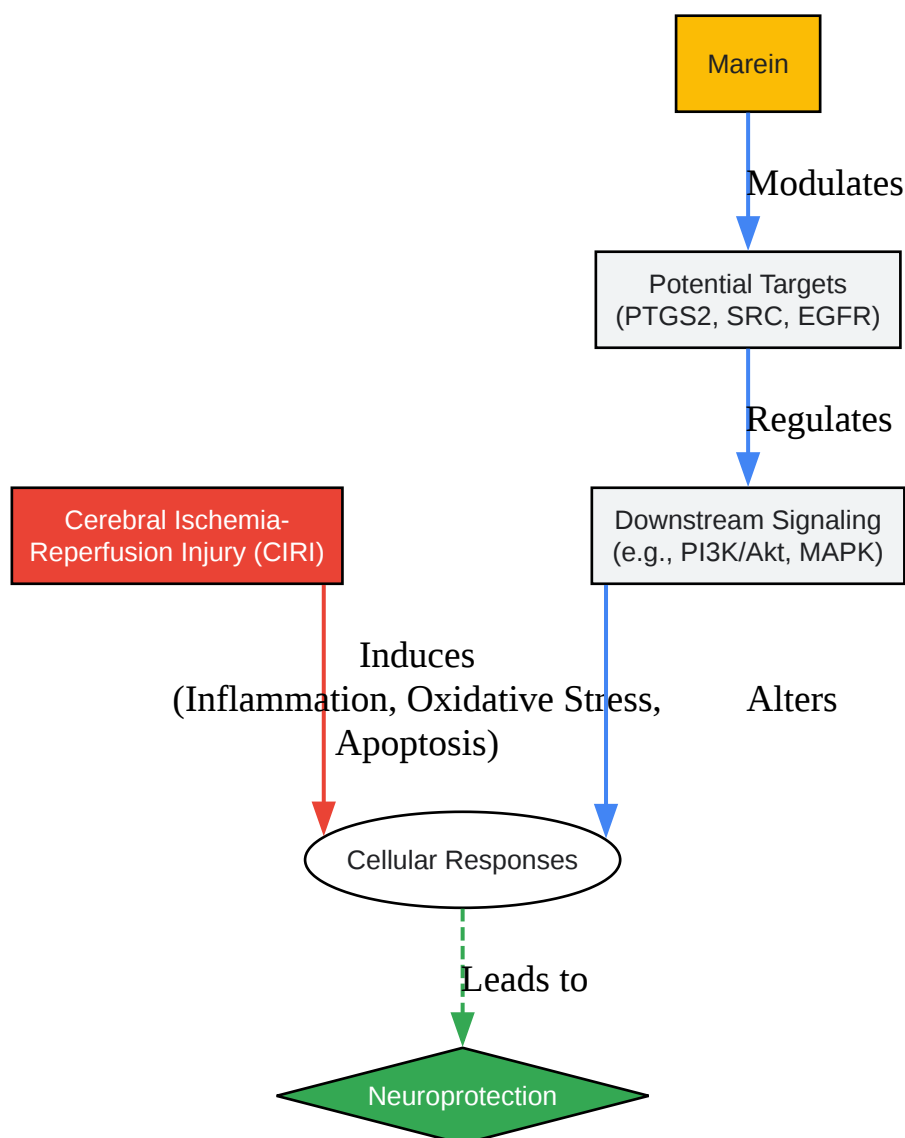 Marein
Modulates
Potential Targets
(PTGS2, SRC, EGFR)
Regulates
Cerebral Ischemia-
Reperfusion Injury (CIRI)
Downstream Signaling
(e.g., PI3K/Akt, MAPK)
Induces
(Inflammation, Oxidative Stress,
Apoptosis)
Alters
Cellular Responses
Leads to
Neuroprotection